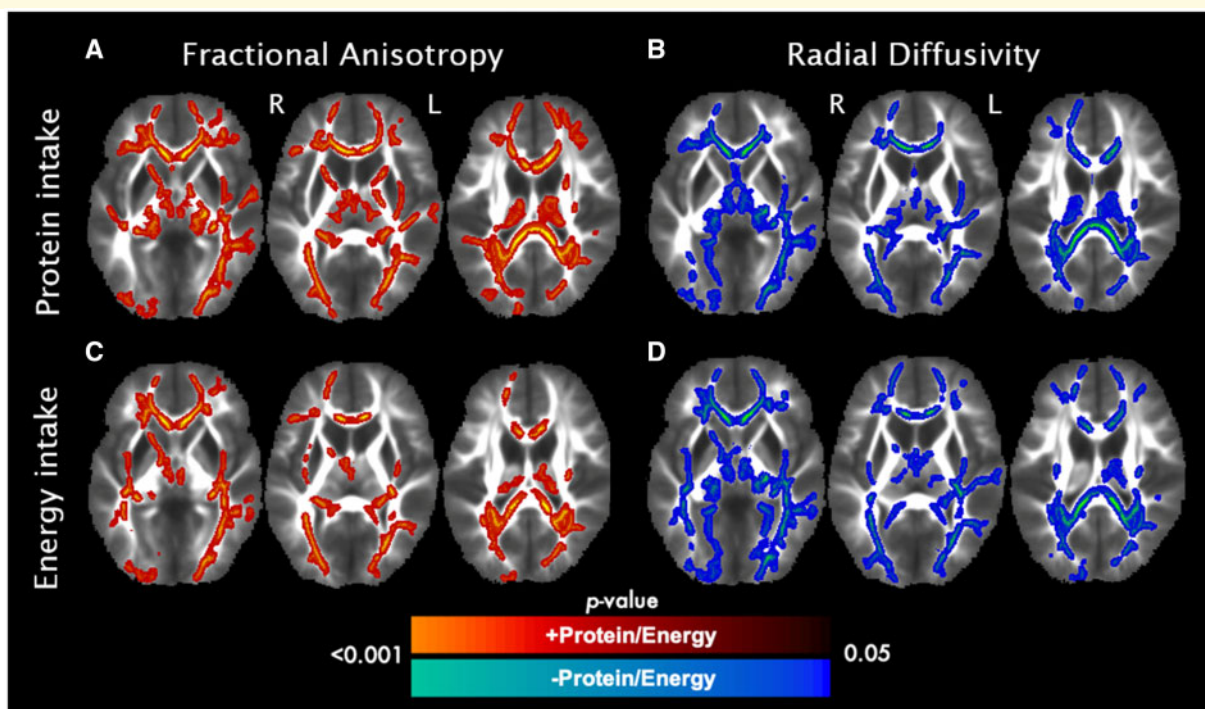 A Fractional Anisotropy
B Radial Diffusivity
R L
R L
Protein intake
C
D
Energy intake
p-value
<0.001
+Protein/Energy
-Protein/Energy
0.05